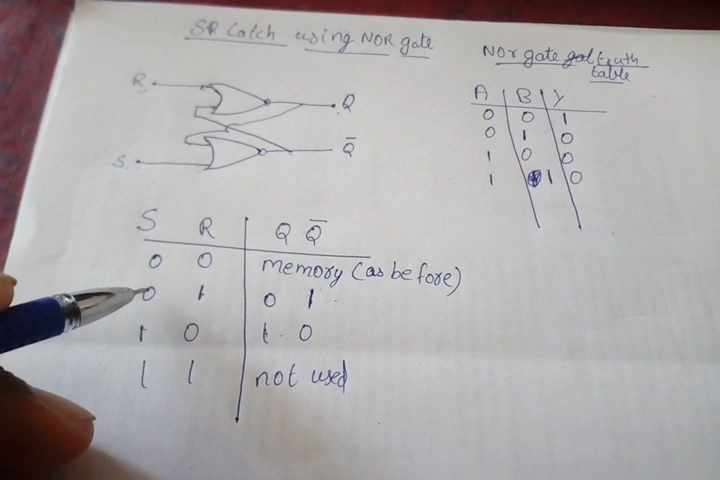 SR Latch using NOR gate
R
Q
S
Q̅
NOr gate truth
table
A B Y
0 0 1
0 1 0
1 0 0
1 1 0
S R Q Q̅
0 0 memory (as before)
0 1 0 1
1 0 1 0
1 1 not used